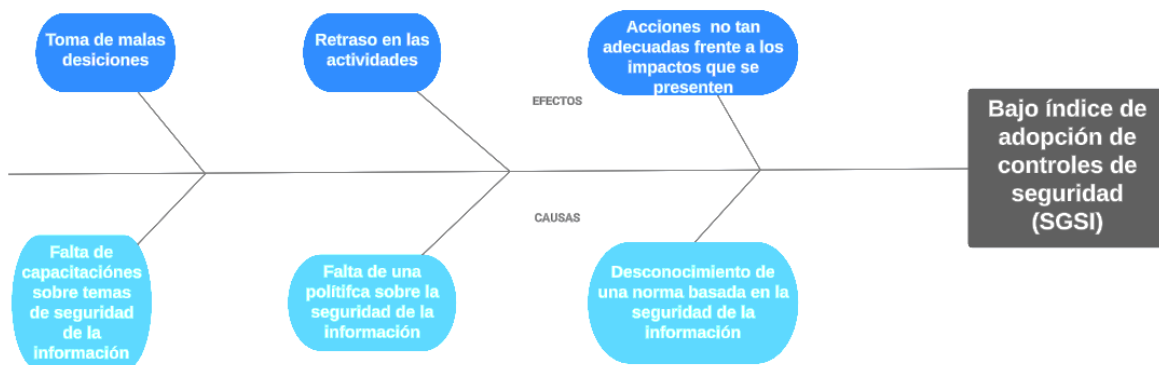 Toma de malas
desiciones
Retraso en las
actividades
Acciones  no tan
adecuadas frente a los
impactos que se
presenten
EFECTOS
Bajo índice de
adopción de
controles de
seguridad
(SGSI)
CAUSAS
Falta de
capacitaciónes
sobre temas
de seguridad
de la
información
Falta de una
polítifca sobre la
seguridad de la
información
Desconocimiento de
una norma basada en la
seguridad de la
información